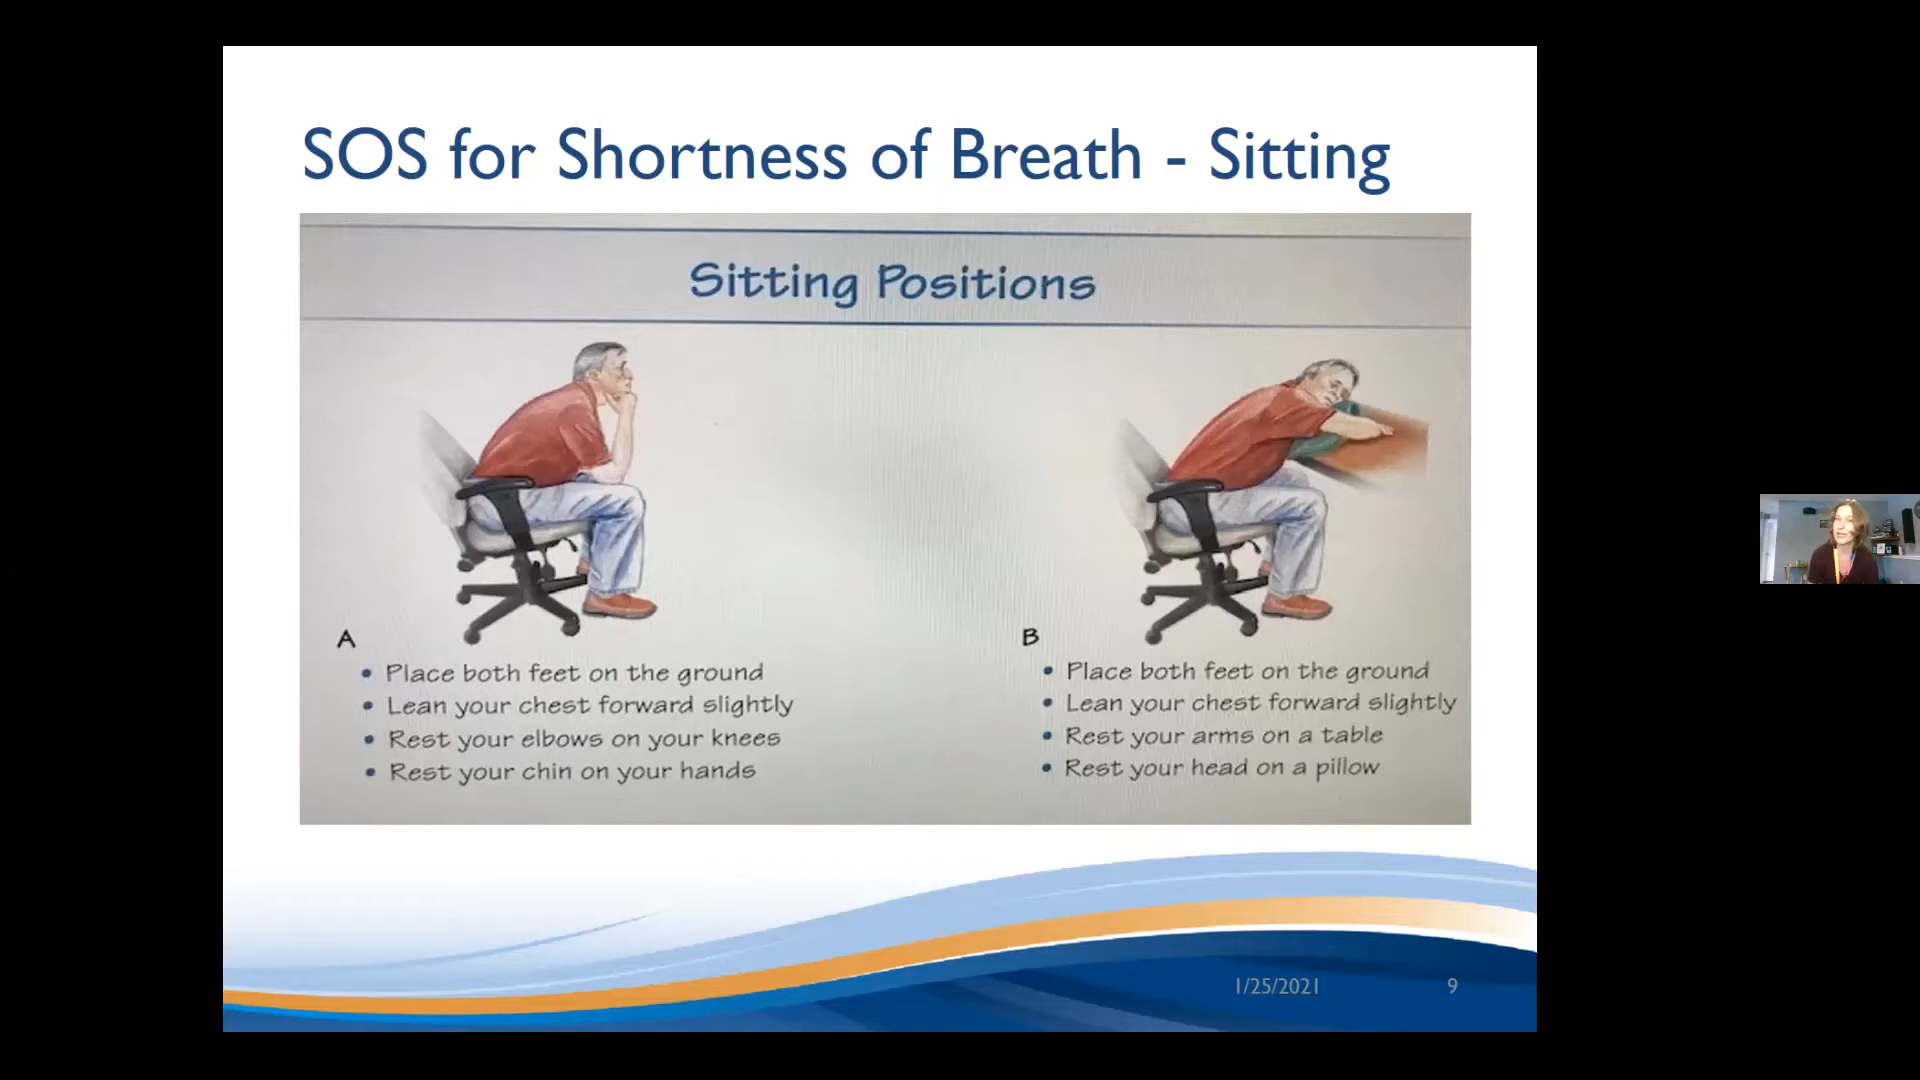 SOS for Shortness of Breath - Sitting
Sitting Positions
A
• Place both feet on the ground
• Lean your chest forward slightly
• Rest your elbows on your knees
• Rest your chin on your hands
B
• Place both feet on the ground
• Lean your chest forward slightly
• Rest your arms on a table
• Rest your head on a pillow
1/25/2021
9